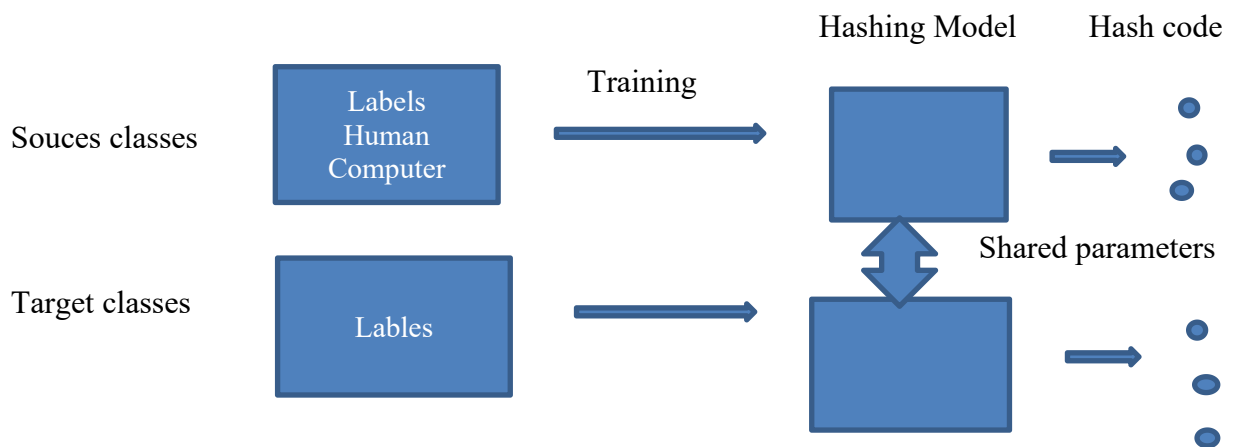 Hashing Model
Hash code
Training
Labels
Human
Computer
Souces classes
Shared parameters
Target classes
Lables